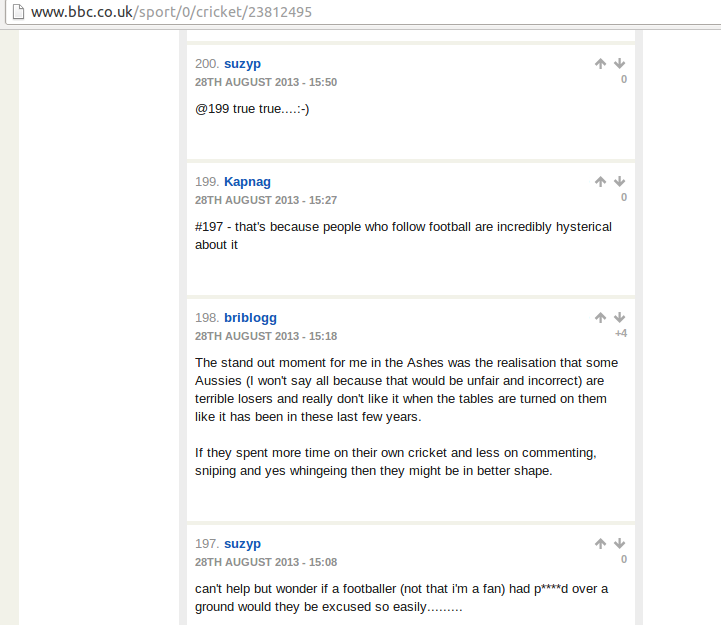 www.bbc.co.uk/sport/0/cricket/23812495
200. suzyp
28TH AUGUST 2013 - 15:50
0
@199 true true....:-)
199. Kapnag
28TH AUGUST 2013 - 15:27
0
#197 - that's because people who follow football are incredibly hysterical
about it
198. briblogg
28TH AUGUST 2013 - 15:18
+4
The stand out moment for me in the Ashes was the realisation that some
Aussies (I won't say all because that would be unfair and incorrect) are
terrible losers and really don't like it when the tables are turned on them
like it has been in these last few years.
If they spent more time on their own cricket and less on commenting,
sniping and yes whingeing then they might be in better shape.
197. suzyp
28TH AUGUST 2013 - 15:08
0
can't help but wonder if a footballer (not that i'm a fan) had p****d over a
ground would they be excused so easily.........